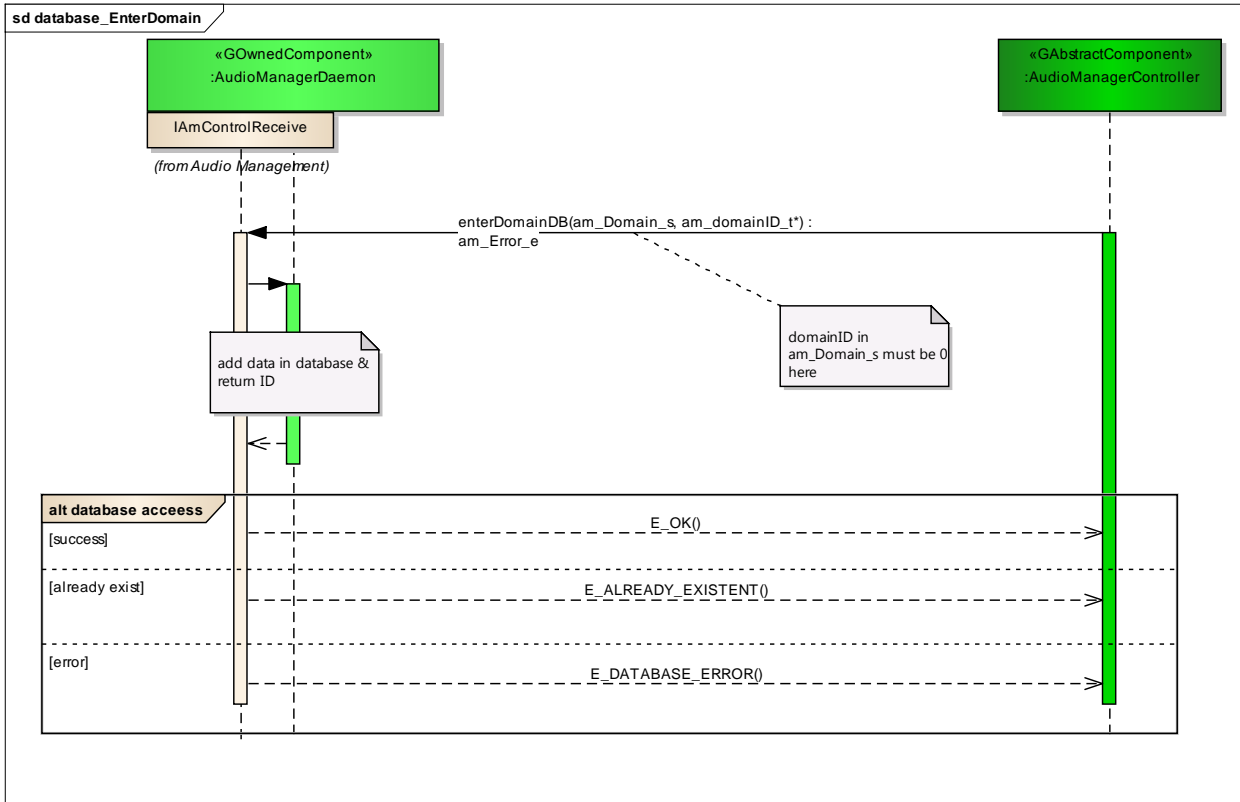 sd database_EnterDomain
«GOwnedComponent»
:AudioManagerDaemon
«GAbstractComponent»
:AudioManagerController
IAmControlReceive
(from Audio Management)
enterDomainDB(am_Domain_s, am_domainID_t*) :
am_Error_e
domainID in
am_Domain_s must be 0
here
add data in database &
return ID
alt database acceess
[success]
E_OK()
[already exist]
E_ALREADY_EXISTENT()
[error]
E_DATABASE_ERROR()